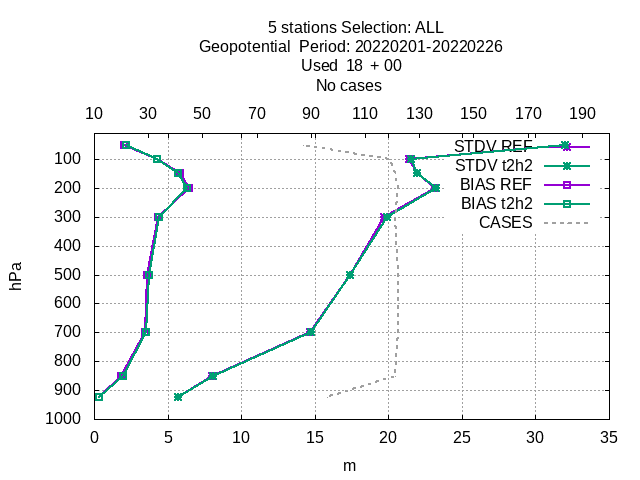 5 stations Selection: ALL
Geopotential Period: 20220201-20220226
Used 18 + 00
No cases
10 30 50 70 90 110 130 150 170 190
STDV REF
STDV t2h2
BIAS REF
BIAS t2h2
CASES
hPa
100
200
300
400
500
600
700
800
900
1000
0 5 10 15 20 25 30 35
m